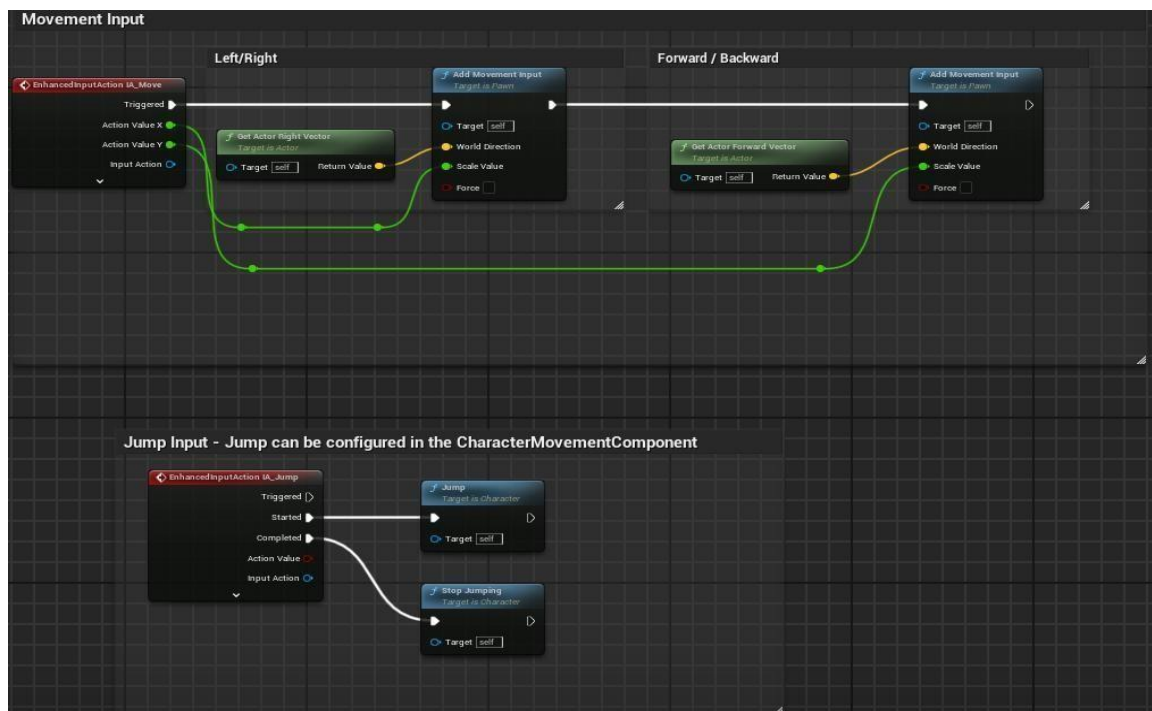 Movement Input
Left/Right
Forward / Backward
EnhancedInputAction IA_Move
Triggered
Action Value X
Action Value Y
Input Action
f Get Actor Right Vector
Target is Actor
Target self Return Value
f Add Movement Input
Target is Pawn
Target self
World Direction
Scale Value
Force
f Get Actor Forward Vector
Target is Actor
Target self Return Value
f Add Movement Input
Target is Pawn
Target self
World Direction
Scale Value
Force
Jump Input - Jump can be configured in the CharacterMovementComponent
EnhancedInputAction IA_Jump
Triggered
Started
Completed
Action Value
Input Action
f Jump
Target is Character
Target self
f Stop Jumping
Target is Character
Target self